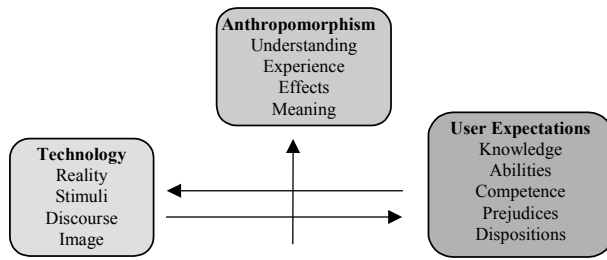 Anthropomorphism
Understanding
Experience
Effects
Meaning
Technology
Reality
Stimuli
Discourse
Image
User Expectations
Knowledge
Abilities
Competence
Prejudices
Dispositions